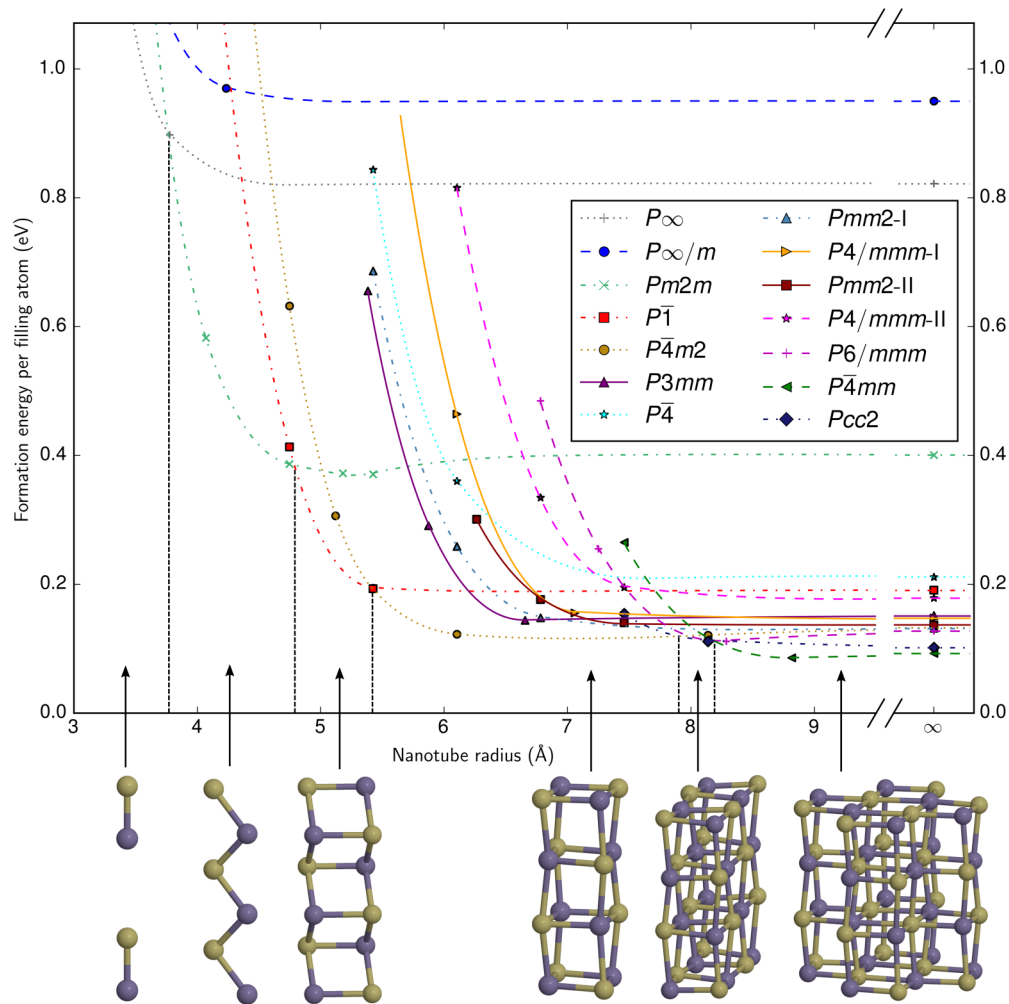 1.0
0.8
0.6
0.4
0.2
0.0
Formation energy per filling atom (eV)
1.0
0.8
0.6
0.4
0.2
0.0
P∞
P∞/m
Pm2m
P1̅
P4̅m2
P3mm
P4̅
Pmm2-I
P4/mmm-I
Pmm2-II
P4/mmm-II
P6/mmm
P4̅mm
Pcc2
3 4 5 6 7 8 9 ∞
Nanotube radius (Å)